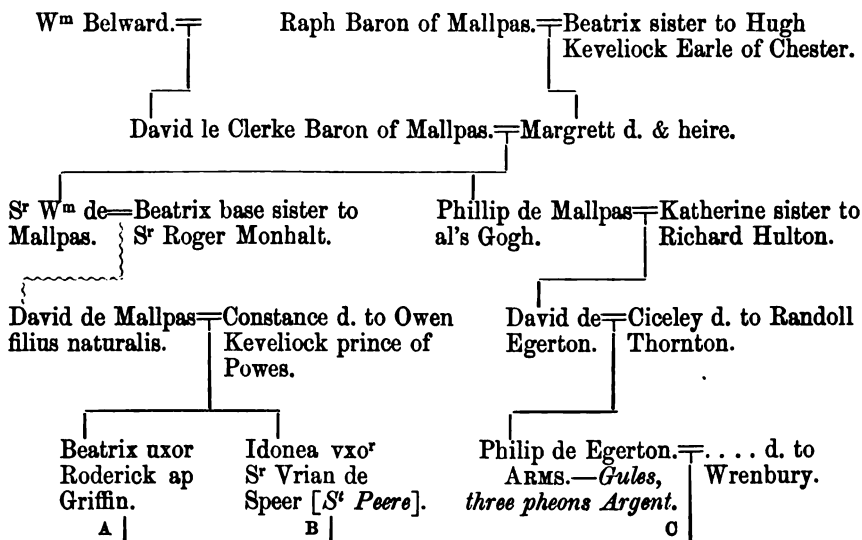 Wᵐ Belward.
Raph Baron of Mallpas.
Beatrix sister to Hugh
Keveliock Earle of Chester.
David le Clerke Baron of Mallpas.
Margrett d. & heire.
Sʳ Wᵐ de
Mallpas.
Beatrix base sister to
Sʳ Roger Monhalt.
Phillip de Mallpas
al's Gogh.
Katherine sister to
Richard Hulton.
David de Mallpas
filius naturalis.
Constance d. to Owen
Keveliock prince of
Powes.
David de
Egerton.
Ciceley d. to Randoll
Thornton.
Beatrix uxor
Roderick ap
Griffin.
A
Idonea vxoʳ
Sʳ Vrian de
Speer [Sᵗ Peere].
B
Philip de Egerton.
ARMS.—Gules,
three pheons Argent.
C
.... d. to
Wrenbury.